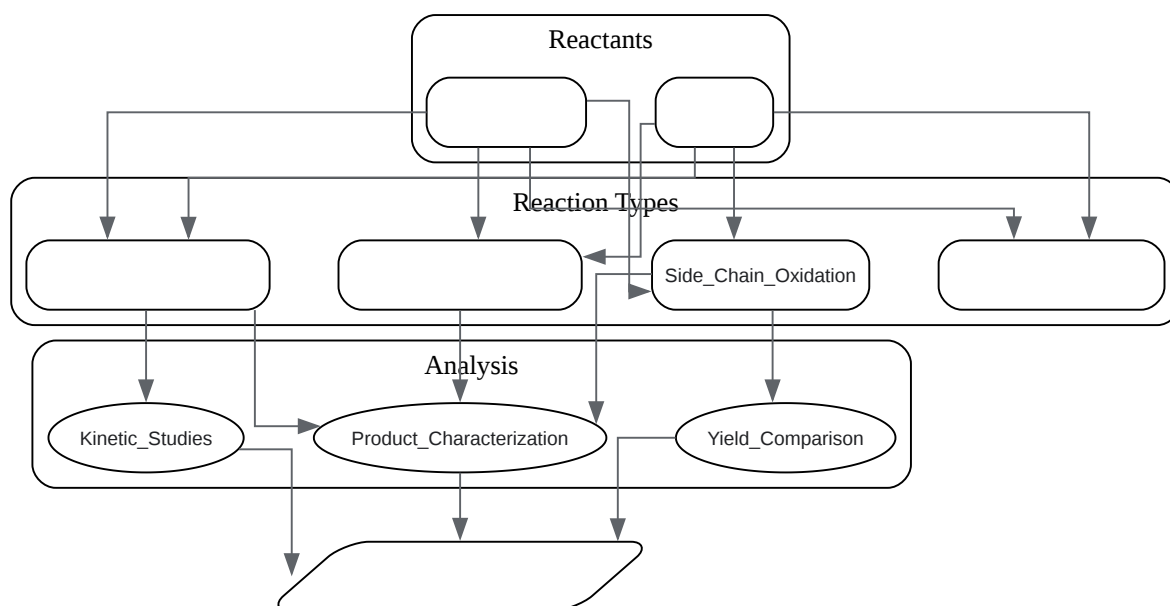 Reactants
Reaction Types
Side_Chain_Oxidation
Analysis
Kinetic_Studies
Product_Characterization
Yield_Comparison